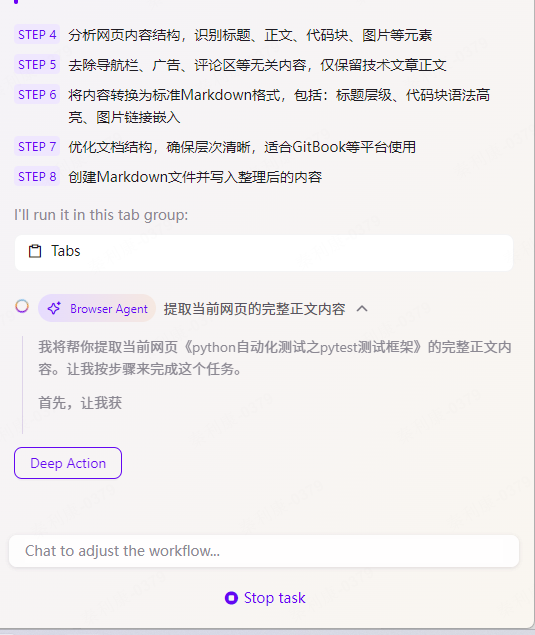 STEP 4 分析网页内容结构，识别标题、正文、代码块、图片等元素
STEP 5 去除导航栏、广告、评论区等无关内容，仅保留技术文章正文
STEP 6 将内容转换为标准Markdown格式，包括：标题层级、代码块语法高
亮、图片链接嵌入
STEP 7 优化文档结构，确保层次清晰，适合GitBook等平台使用
STEP 8 创建Markdown文件并写入整理后的内容
I'll run it in this tab group:
Tabs
Browser Agent 提取当前网页的完整正文内容
我将帮你提取当前网页《python自动化测试之pytest测试框架》的完整正文内
容。让我按步骤来完成这个任务。
首先，让我获
Deep Action
Chat to adjust the workflow...
Stop task